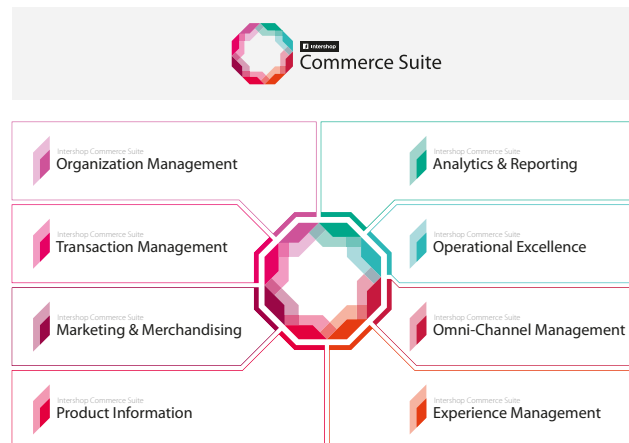 intershop
Commerce Suite
Intershop Commerce Suite
Organization Management
Intershop Commerce Suite
Analytics & Reporting
Intershop Commerce Suite
Transaction Management
Intershop Commerce Suite
Operational Excellence
Intershop Commerce Suite
Marketing & Merchandising
Intershop Commerce Suite
Omni-Channel Management
Intershop Commerce Suite
Product Information
Intershop Commerce Suite
Experience Management